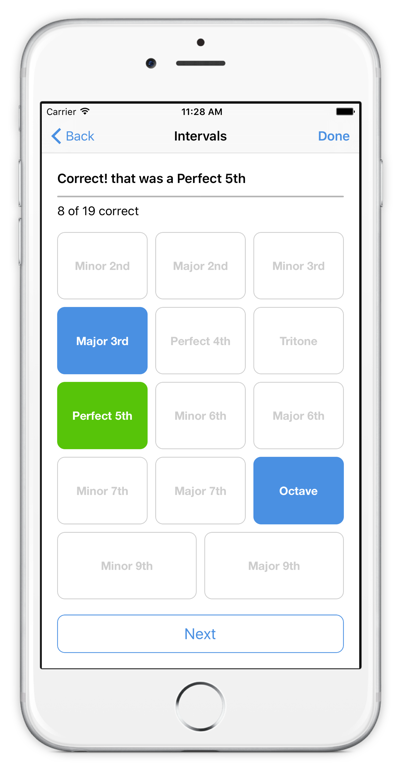 Carrier 11:28 AM
Back Intervals Done
Correct! that was a Perfect 5th
8 of 19 correct
Minor 2nd Major 2nd Minor 3rd
Major 3rd Perfect 4th Tritone
Perfect 5th Minor 6th Major 6th
Minor 7th Major 7th Octave
Minor 9th Major 9th
Next